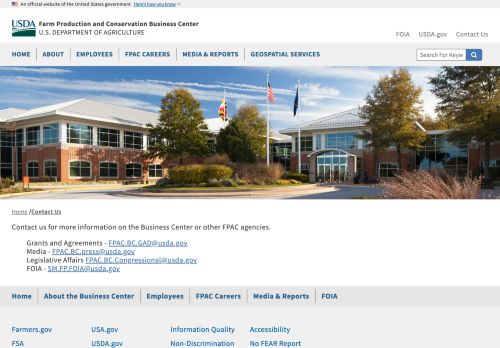 An official website of the United States government Here's how you know
USDA Farm Production and Conservation Business Center
U.S. DEPARTMENT OF AGRICULTURE
FOIA USDA.gov Contact Us
HOME ABOUT EMPLOYEES FPAC CAREERS MEDIA & REPORTS GEOSPATIAL SERVICES
Search For Keyw
Home /Contact Us
Contact us for more information on the Business Center or other FPAC agencies.
Grants and Agreements - FPAC.BC.GAD@usda.gov
Media - FPAC.BC.press@usda.gov
Legislative Affairs FPAC.BC.Congressional@usda.gov
FOIA - SM.FP.FOIA@usda.gov
Home About the Business Center Employees FPAC Careers Media & Reports FOIA
Farmers.gov USA.gov Information Quality Accessibility
FSA USDA.gov Non-Discrimination No FEAR Report